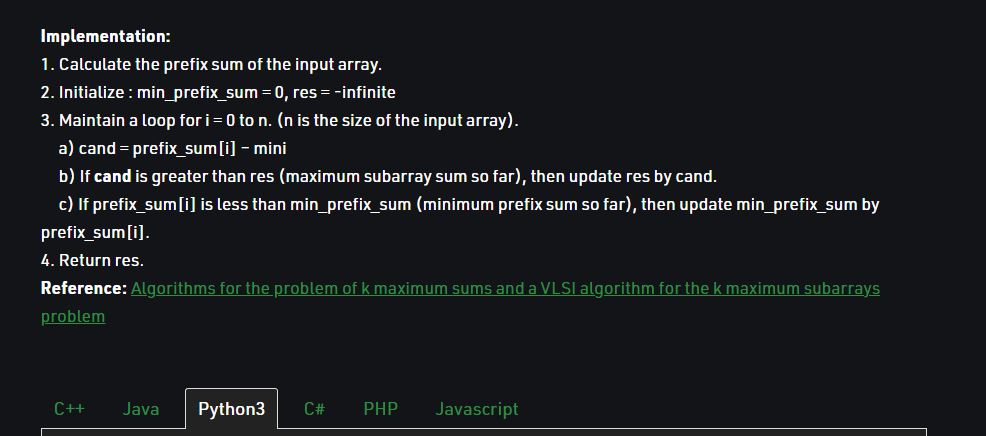 Implementation:
1. Calculate the prefix sum of the input array.
2. Initialize : min_prefix_sum = 0, res = -infinite
3. Maintain a loop for i = 0 to n. (n is the size of the input array).
a) cand = prefix_sum[i] – mini
b) If cand is greater than res (maximum subarray sum so far), then update res by cand.
c) If prefix_sum[i] is less than min_prefix_sum (minimum prefix sum so far), then update min_prefix_sum by
prefix_sum[i].
4. Return res.
Reference: Algorithms for the problem of k maximum sums and a VLSI algorithm for the k maximum subarrays
problem
C++ Java Python3 C# PHP Javascript